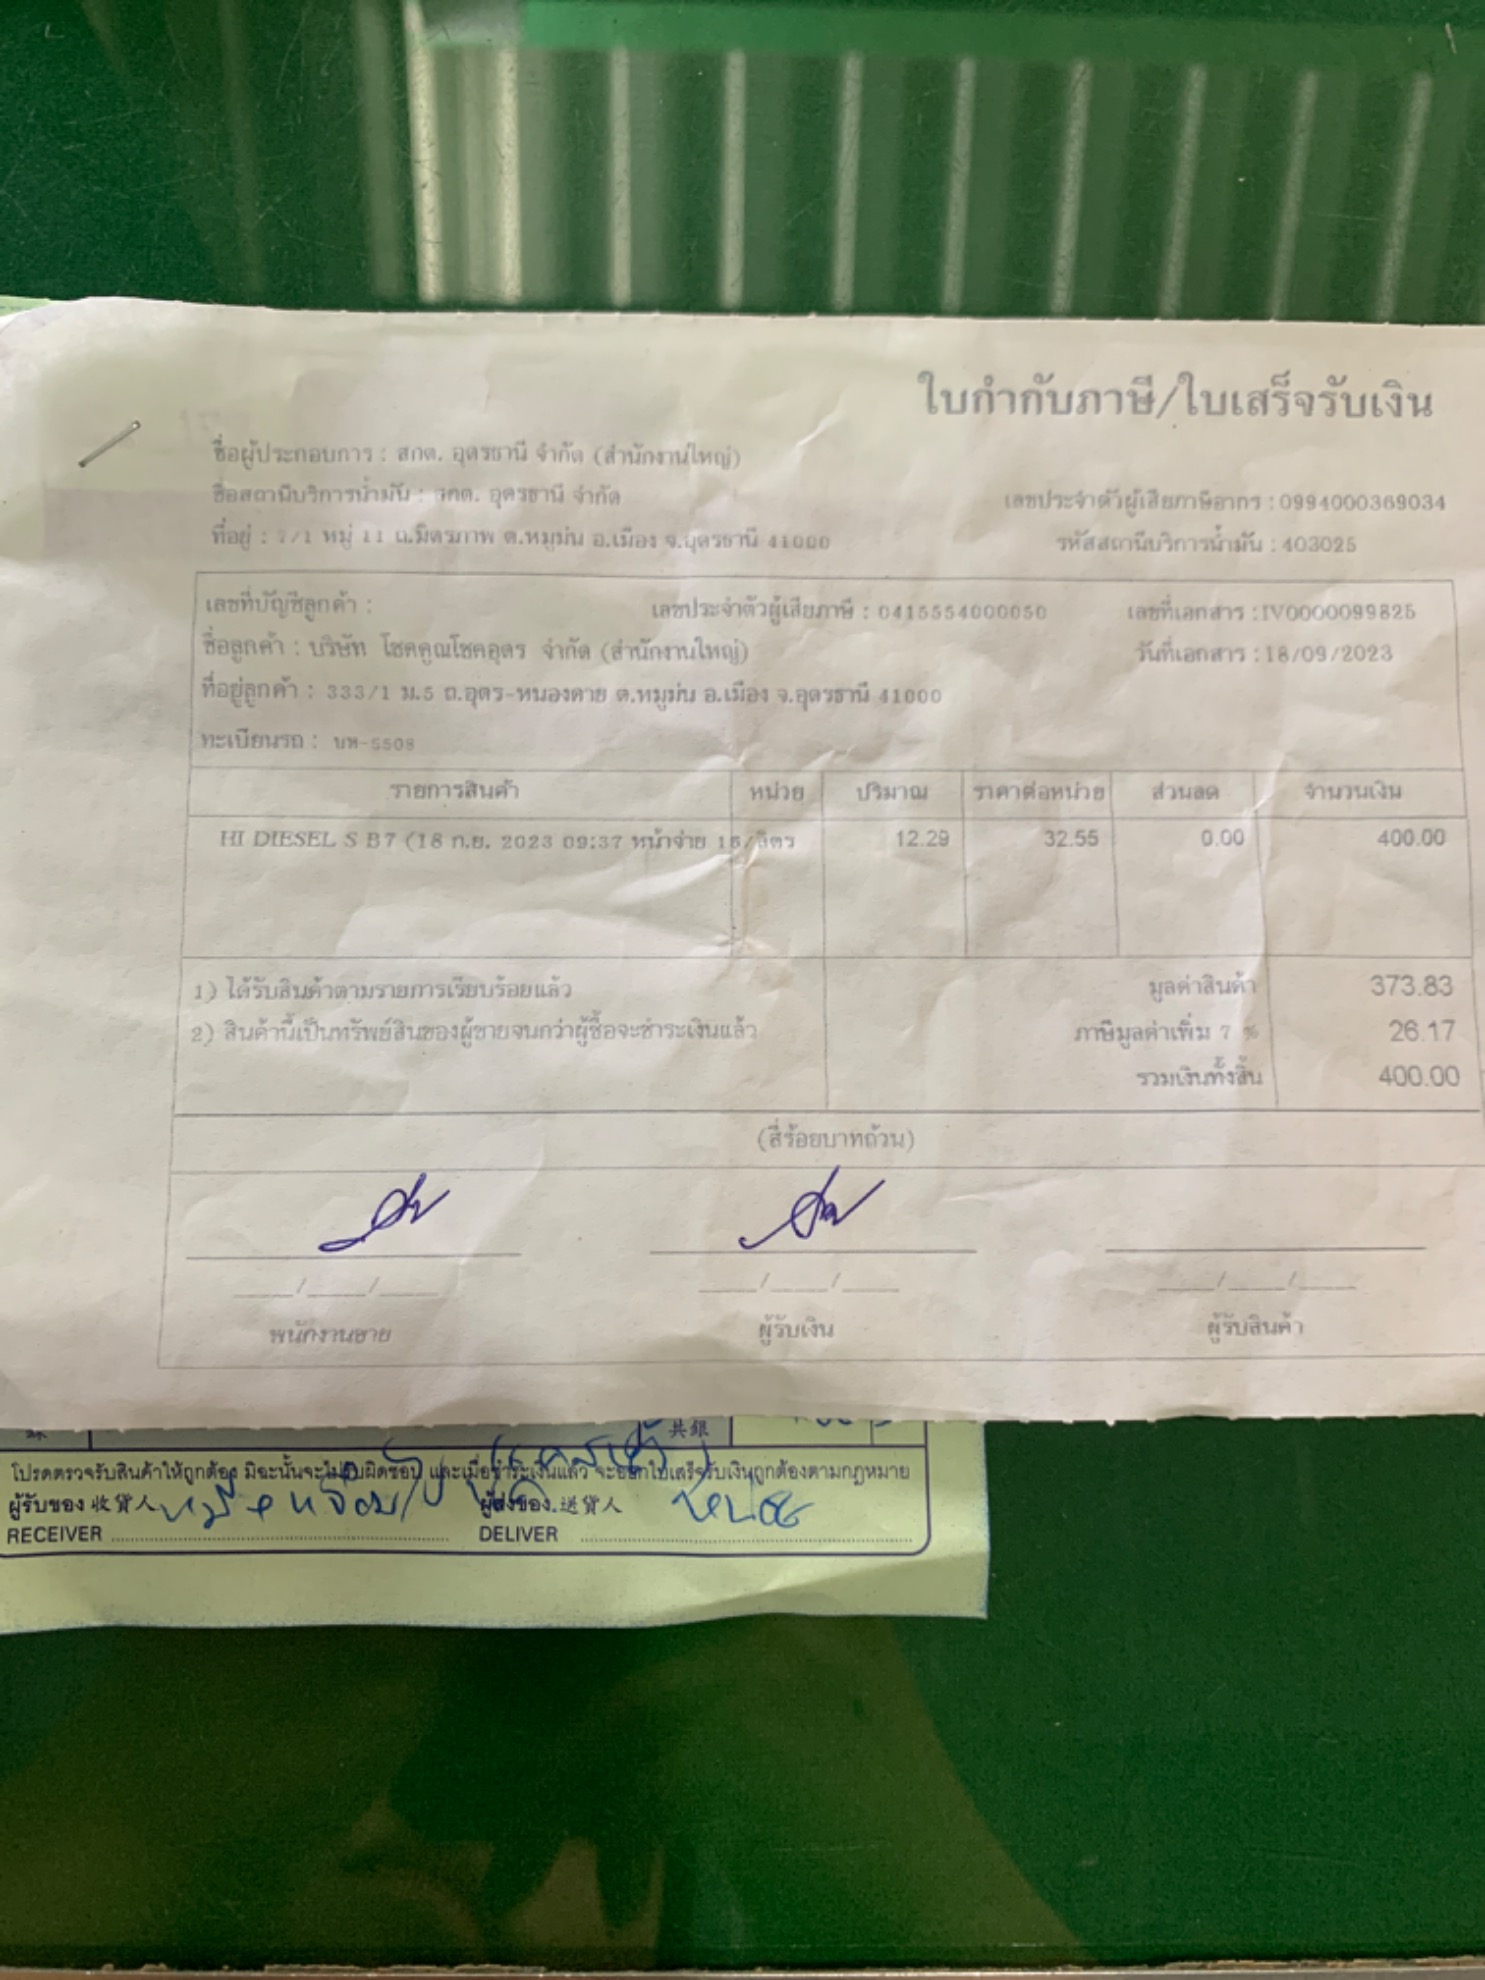 ใบกำกับภาษี/ใบเสร็จรับเงิน
ชื่อผู้ประกอบการ : สกต. อุดรธานี จำกัด (สำนักงานใหญ่)
ชื่อสถานีบริการน้ำมัน : สกต. อุดรธานี จำกัด
เลขประจำตัวผู้เสียภาษีอากร : 0994000369034
ที่อยู่ : 7/1 หมู่ 11 ถ.มิตรภาพ ต.หมูม่น อ.เมือง จ.อุดรธานี 41000
รหัสสถานีบริการน้ำมัน : 403025
เลขที่บัญชีลูกค้า : เลขประจำตัวผู้เสียภาษี : 0415554000050 เลขที่เอกสาร : IV0000099825
ชื่อลูกค้า : บริษัท โชคคูณโชคอุดร จำกัด (สำนักงานใหญ่) วันที่เอกสาร : 18/09/2023
ที่อยู่ลูกค้า : 333/1 ม.5 ถ.อุดร-หนองคาย ต.หมูม่น อ.เมือง จ.อุดรธานี 41000
ทะเบียนรถ : บห-5508
รายการสินค้า หน่วย ปริมาณ ราคาต่อหน่วย ส่วนลด จำนวนเงิน
HI DIESEL S B7 (18 ก.ย. 2023 09:37 หน้าจ่าย 15/ลิตร 12.29 32.55 0.00 400.00
1) ได้รับสินค้าตามรายการเรียบร้อยแล้ว มูลค่าสินค้า 373.83
2) สินค้านี้เป็นทรัพย์สินของผู้ขายจนกว่าผู้ซื้อจะชำระเงินแล้ว ภาษีมูลค่าเพิ่ม 7 % 26.17
รวมเงินทั้งสิ้น 400.00
(สี่ร้อยบาทถ้วน)
___/___/___ ___/___/___ ___/___/___
พนักงานขาย ผู้รับเงิน ผู้รับสินค้า
共銀
โปรดตรวจรับสินค้าให้ถูกต้อง มิฉะนั้นจะไม่รับผิดชอบ และเมื่อชำระเงินแล้ว จะออกใบเสร็จรับเงินถูกต้องตามกฎหมาย
ผู้รับของ 收貨人 ผู้ส่งของ 送貨人
RECEIVER DELIVER